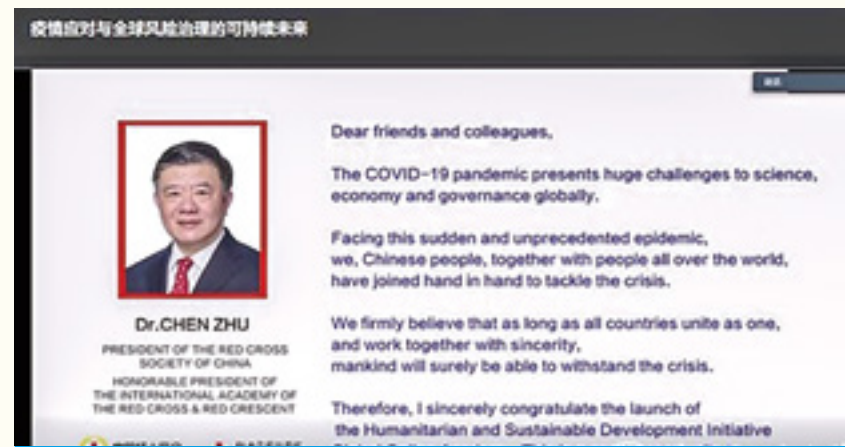 疫情应对与全球风险治理的可持续未来
Dear friends and colleagues,
The COVID-19 pandemic presents huge challenges to science,
economy and governance globally.
Facing this sudden and unprecedented epidemic,
we, Chinese people, together with people all over the world,
have joined hand in hand to tackle the crisis.
We firmly believe that as long as all countries unite as one,
and work together with sincerity,
mankind will surely be able to withstand the crisis.
Therefore, I sincerely congratulate the launch of
the Humanitarian and Sustainable Development Initiative
Dr.CHEN ZHU
PRESIDENT OF THE RED CROSS
SOCIETY OF CHINA
HONORABLE PRESIDENT OF
THE INTERNATIONAL ACADEMY OF
THE RED CROSS & RED CRESCENT